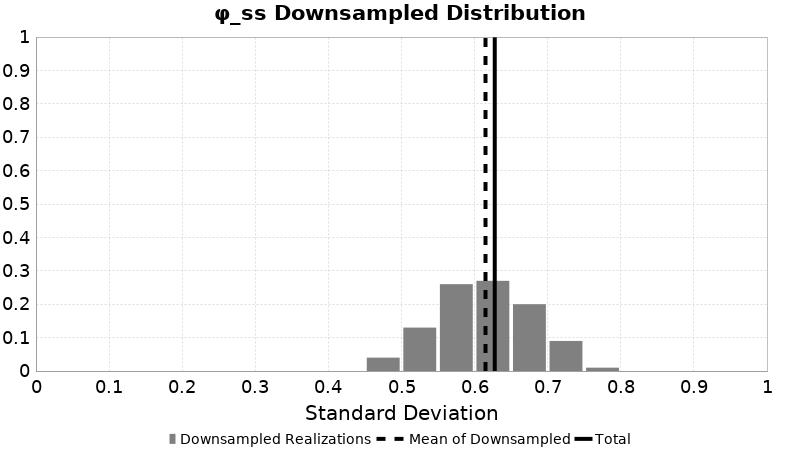 φ_ss Downsampled Distribution
1
0.9
0.8
0.7
0.6
0.5
0.4
0.3
0.2
0.1
0
0 0.1 0.2 0.3 0.4 0.5 0.6 0.7 0.8 0.9 1
Standard Deviation
Downsampled Realizations Mean of Downsampled Total